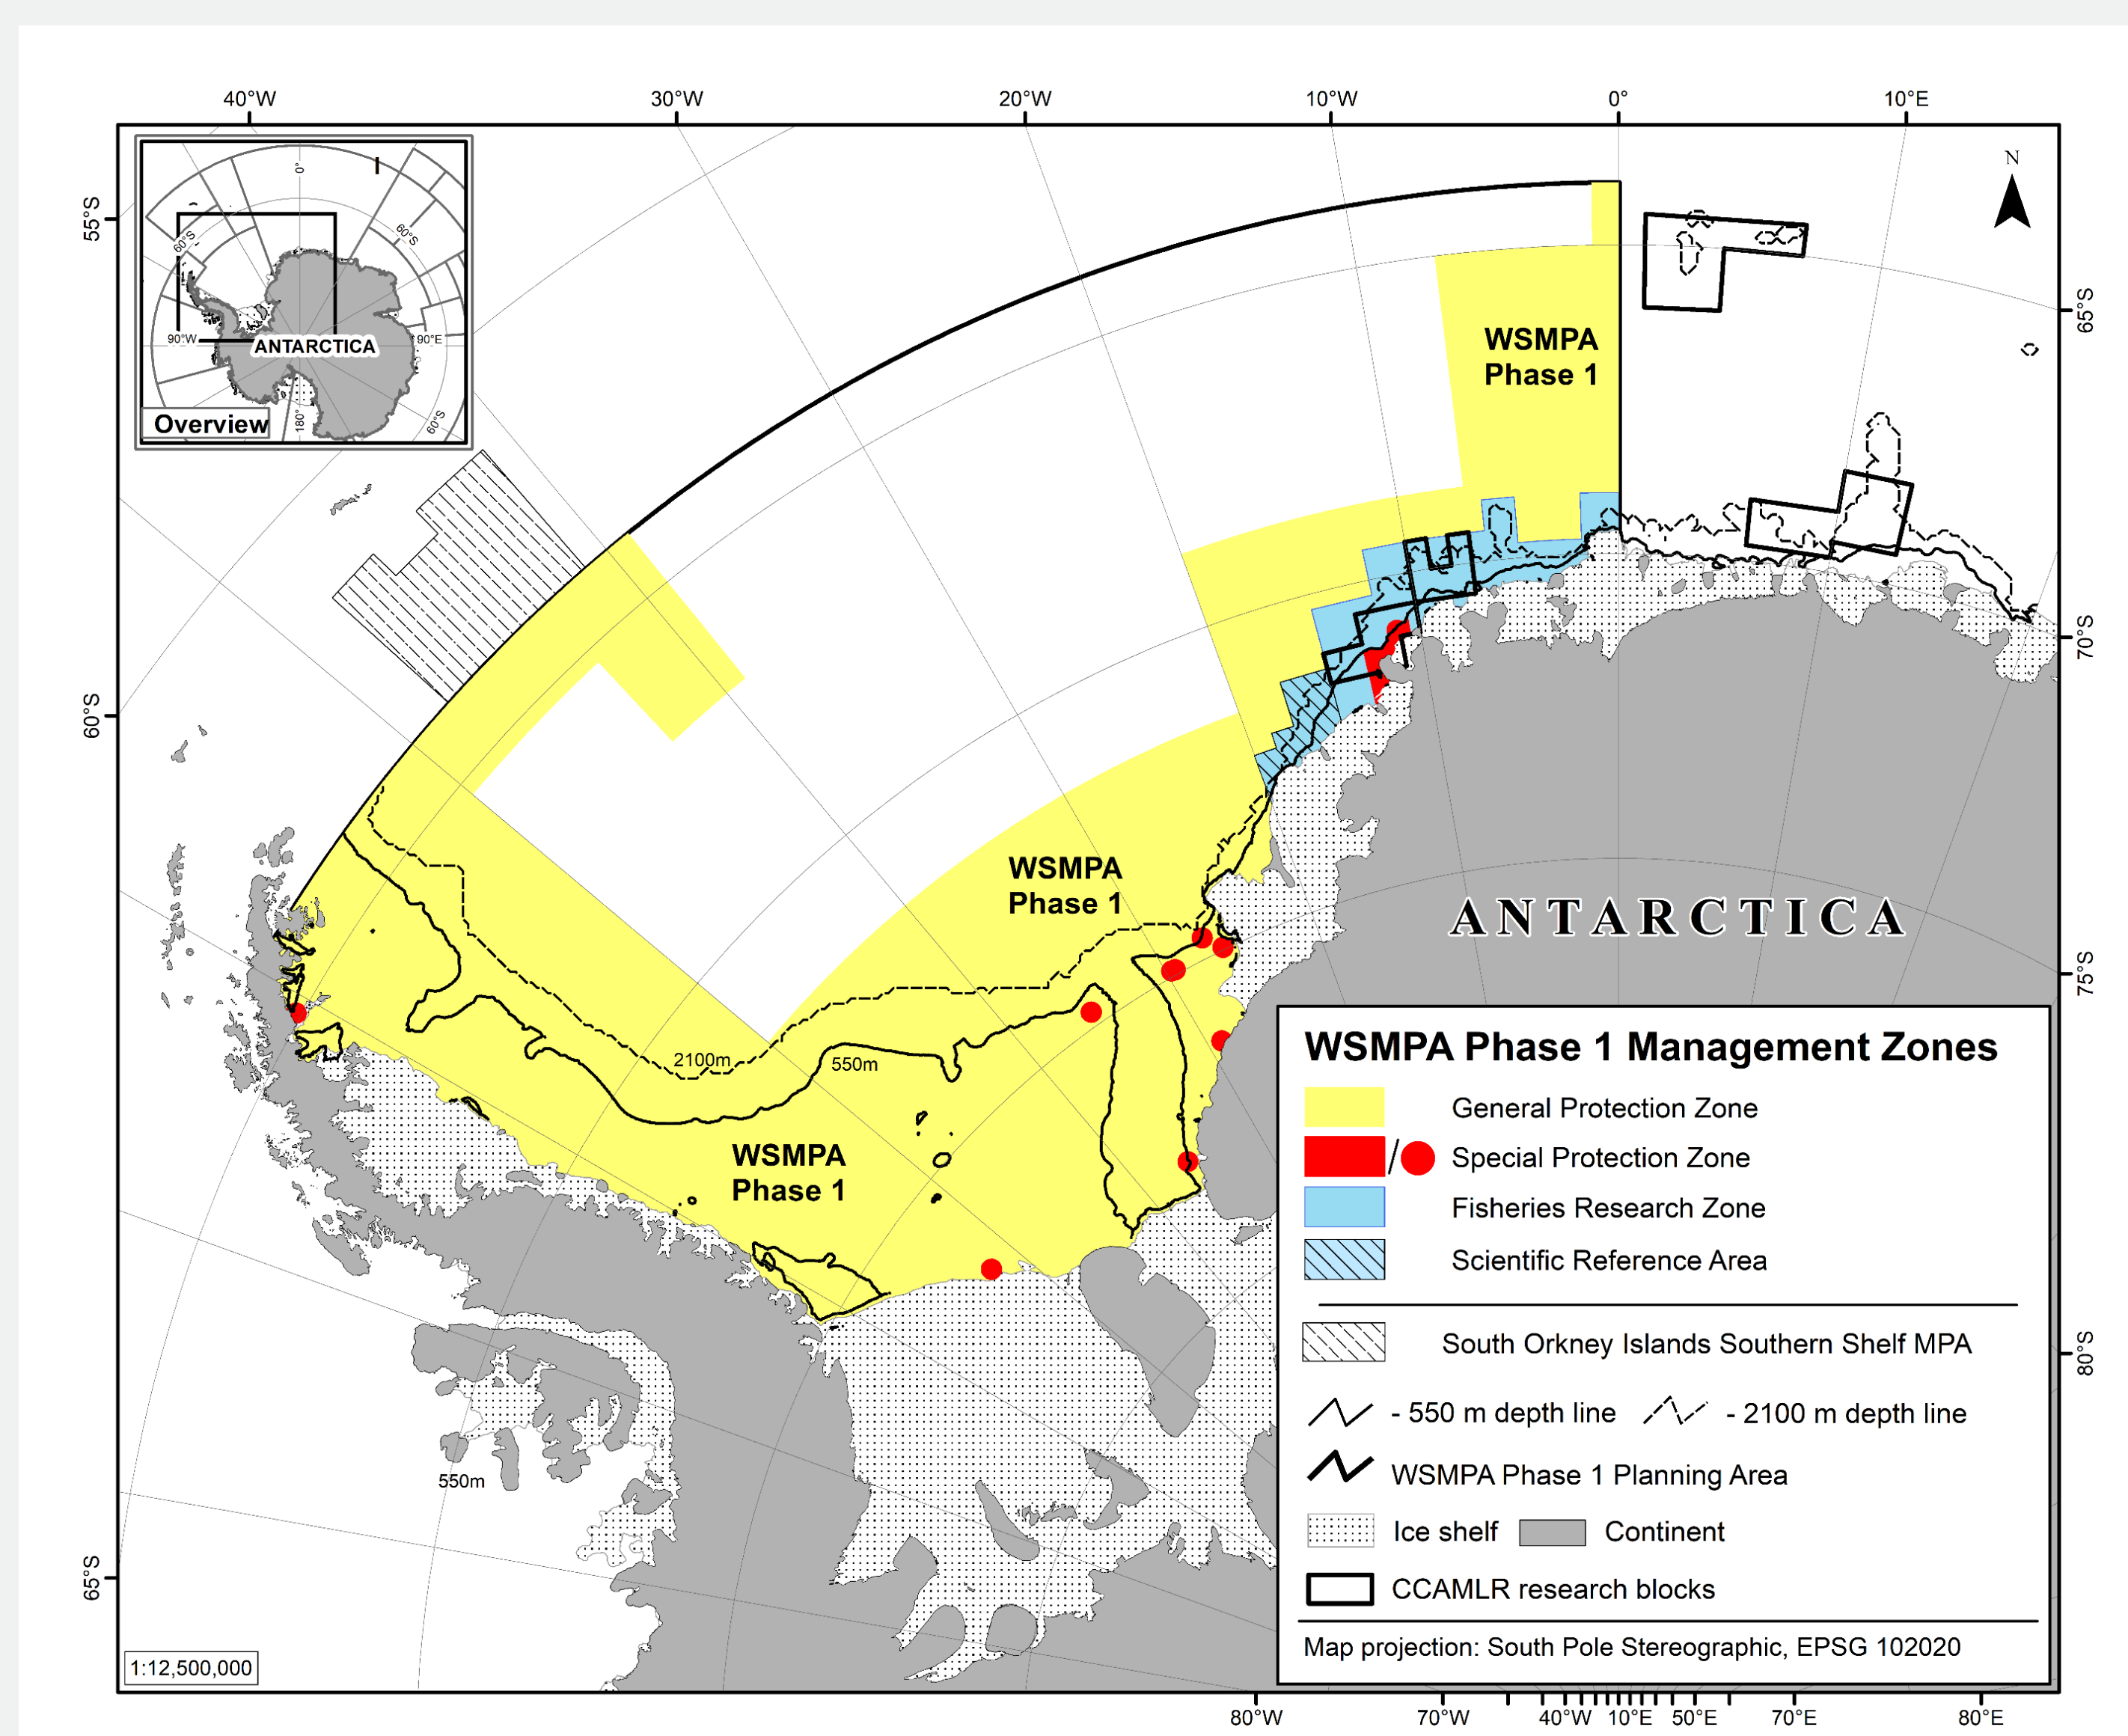 40°W
30°W
20°W
10°W
0°
10°E
55°S
60°S
65°S
65°S
70°S
75°S
80°S
N
0°
60°S
60°S
90°W
90°E
ANTARCTICA
180°
60°S
Overview
WSMPA
Phase 1
WSMPA
Phase 1
WSMPA
Phase 1
2100m
550m
550m
ANTARCTICA
WSMPA Phase 1 Management Zones
General Protection Zone
/ Special Protection Zone
Fisheries Research Zone
Scientific Reference Area
South Orkney Islands Southern Shelf MPA
- 550 m depth line - 2100 m depth line
WSMPA Phase 1 Planning Area
Ice shelf Continent
CCAMLR research blocks
Map projection: South Pole Stereographic, EPSG 102020
1:12,500,000
80°W
70°W
40°W
10°E
50°E
70°E
80°E